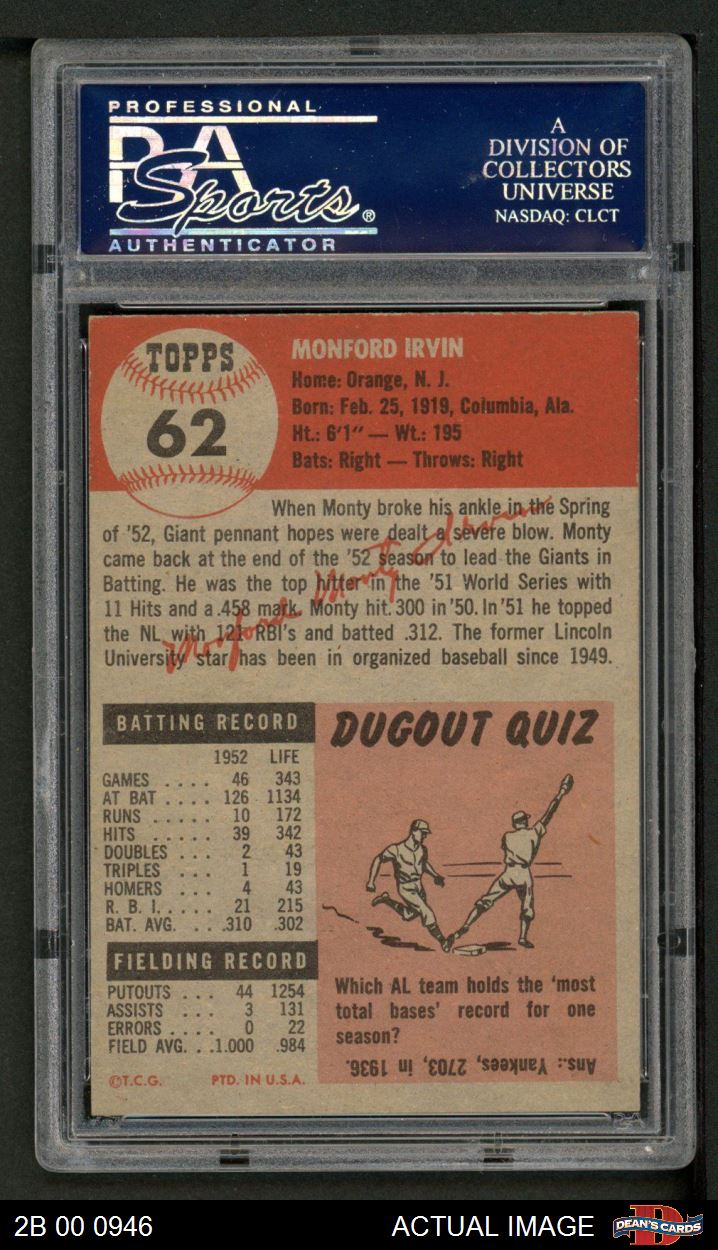 PROFESSIONAL
PSA
Sports®
AUTHENTICATOR
A
DIVISION OF
COLLECTORS
UNIVERSE
NASDAQ: CLCT
TOPPS
62
MONFORD IRVIN
Home: Orange, N. J.
Born: Feb. 25, 1919, Columbia, Ala.
Ht.: 6'1" — Wt.: 195
Bats: Right — Throws: Right
When Monty broke his ankle in the Spring
of '52, Giant pennant hopes were dealt a severe blow. Monty
came back at the end of the '52 season to lead the Giants in
Batting. He was the top hitter in the '51 World Series with
11 Hits and a .458 mark. Monty hit .300 in '50. In '51 he topped
the NL with 121 RBI's and batted .312. The former Lincoln
University star has been in organized baseball since 1949.
Monford Monty Irvin
BATTING RECORD
1952 LIFE
GAMES .... 46 343
AT BAT .... 126 1134
RUNS ..... 10 172
HITS ..... 39 342
DOUBLES ... 2 43
TRIPLES ... 1 19
HOMERS ... 4 43
R. B. I. .... 21 215
BAT. AVG. .310 .302
FIELDING RECORD
PUTOUTS ... 44 1254
ASSISTS ... 3 131
ERRORS .... 0 22
FIELD AVG. ..1.000 .984
©T.C.G. PTD. IN U.S.A.
DUGOUT QUIZ
Which AL team holds the 'most
total bases' record for one
season?
Ans.: Yankees, 2703, in 1936.
2B 00 0946
ACTUAL IMAGE
DEAN'S CARDS